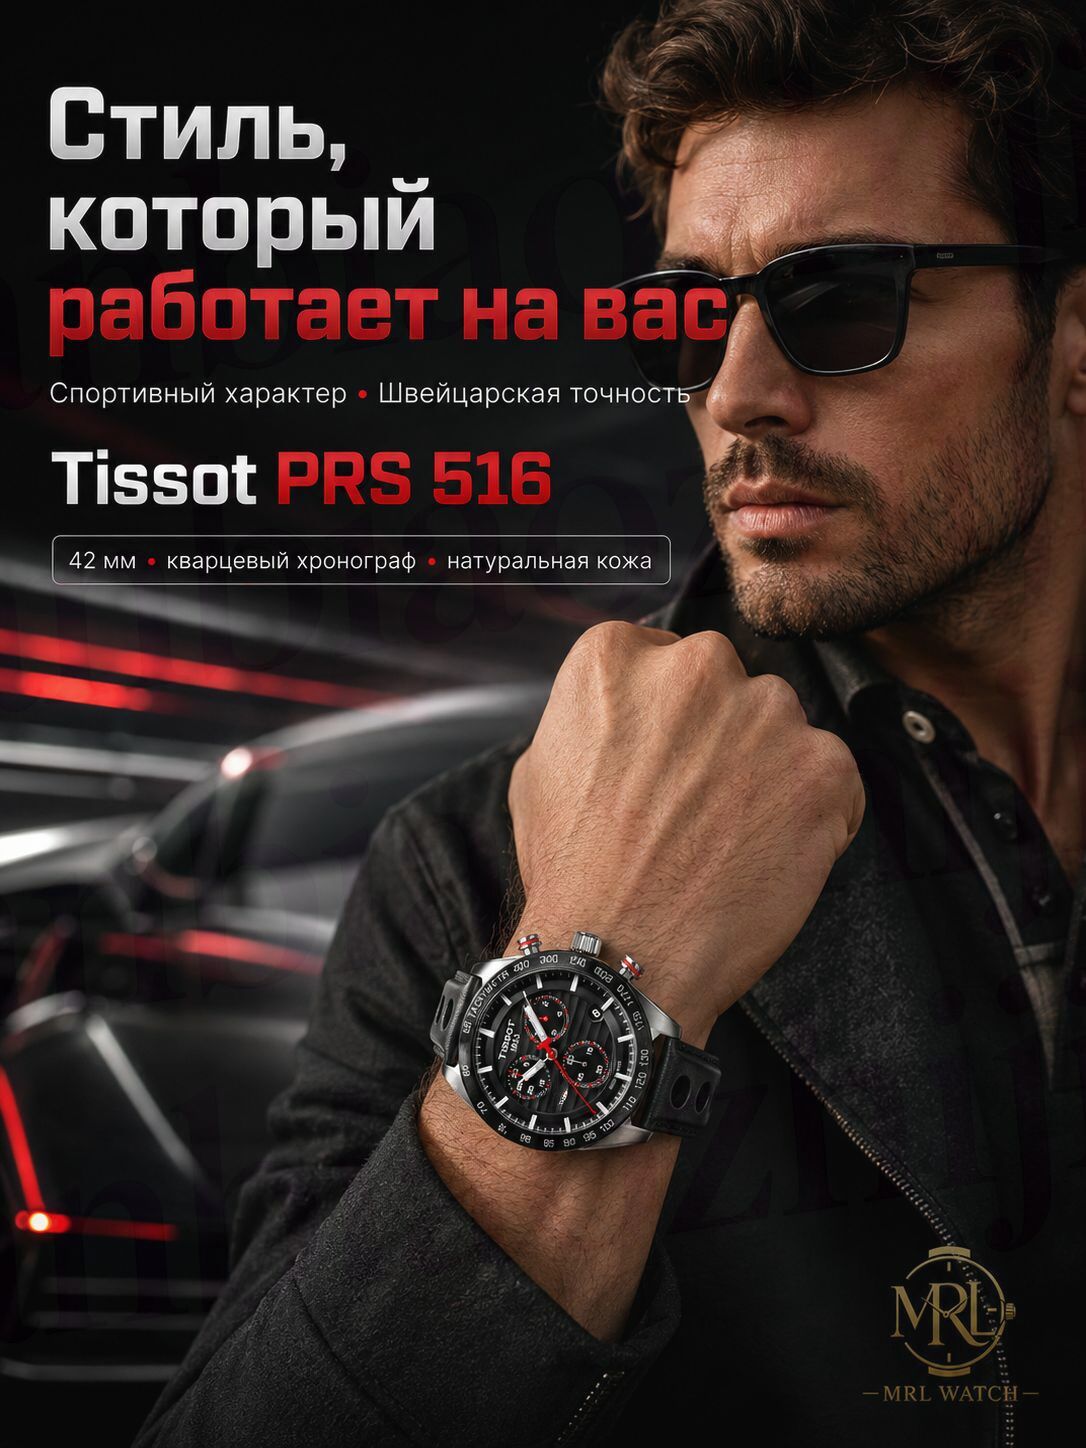 Стиль,
который
работает на вас
Спортивный характер • Швейцарская точность
Tissot PRS 516
42 мм • кварцевый хронограф • натуральная кожа
TISSOT
1853
MRL
MRL WATCH